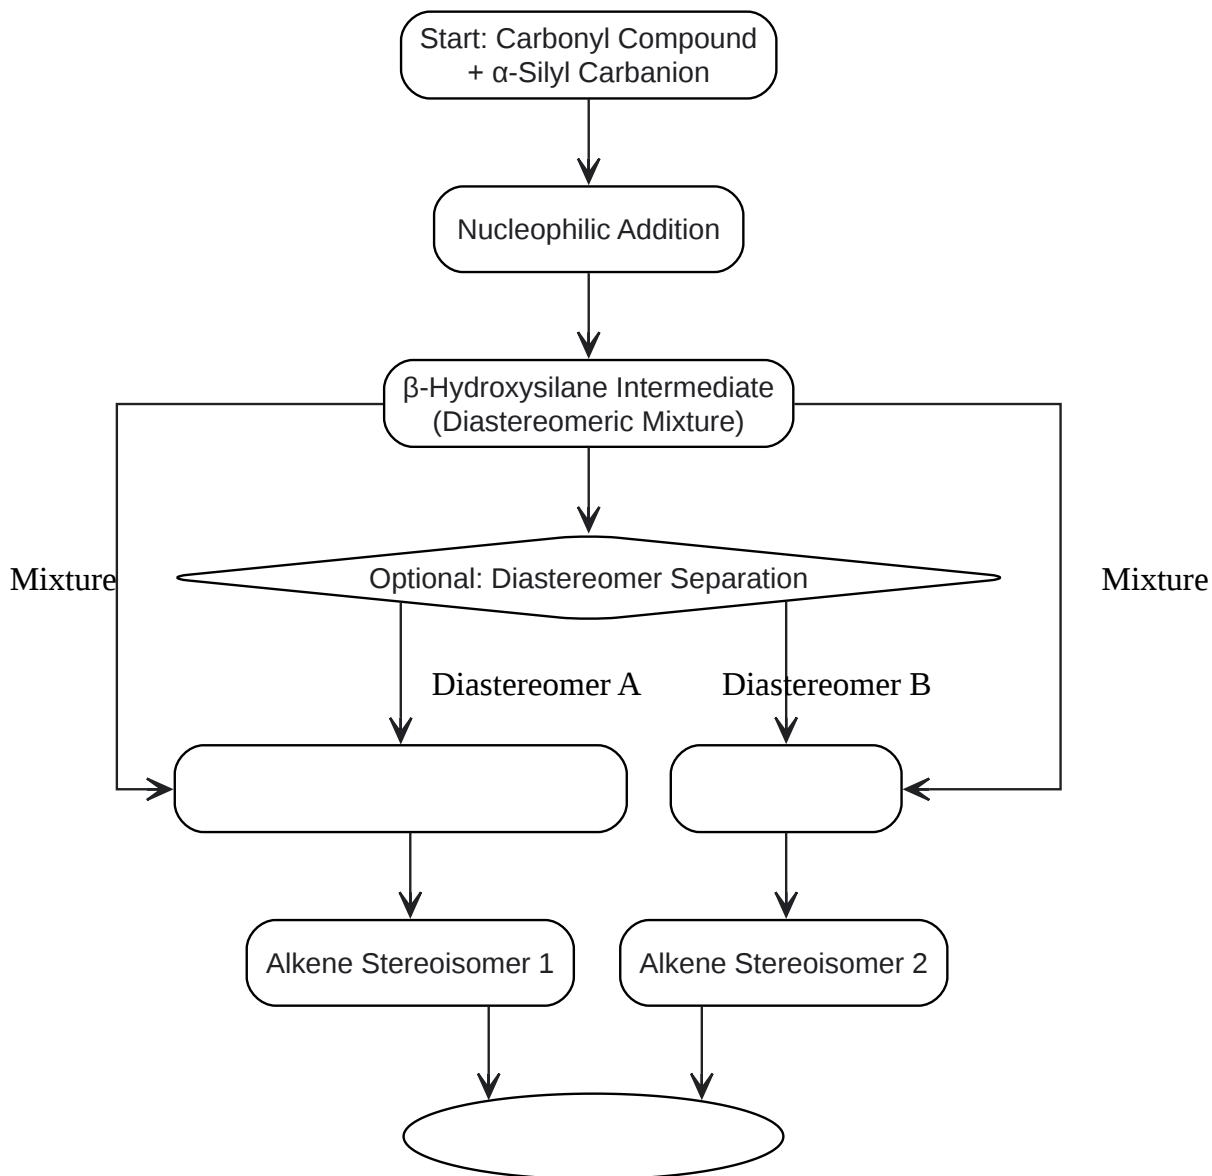 Start: Carbonyl Compound
+ α-Silyl Carbanion
Nucleophilic Addition
β-Hydroxysilane Intermediate
(Diastereomeric Mixture)
Optional: Diastereomer Separation
Mixture
Mixture
Diastereomer A
Diastereomer B
Alkene Stereoisomer 1
Alkene Stereoisomer 2